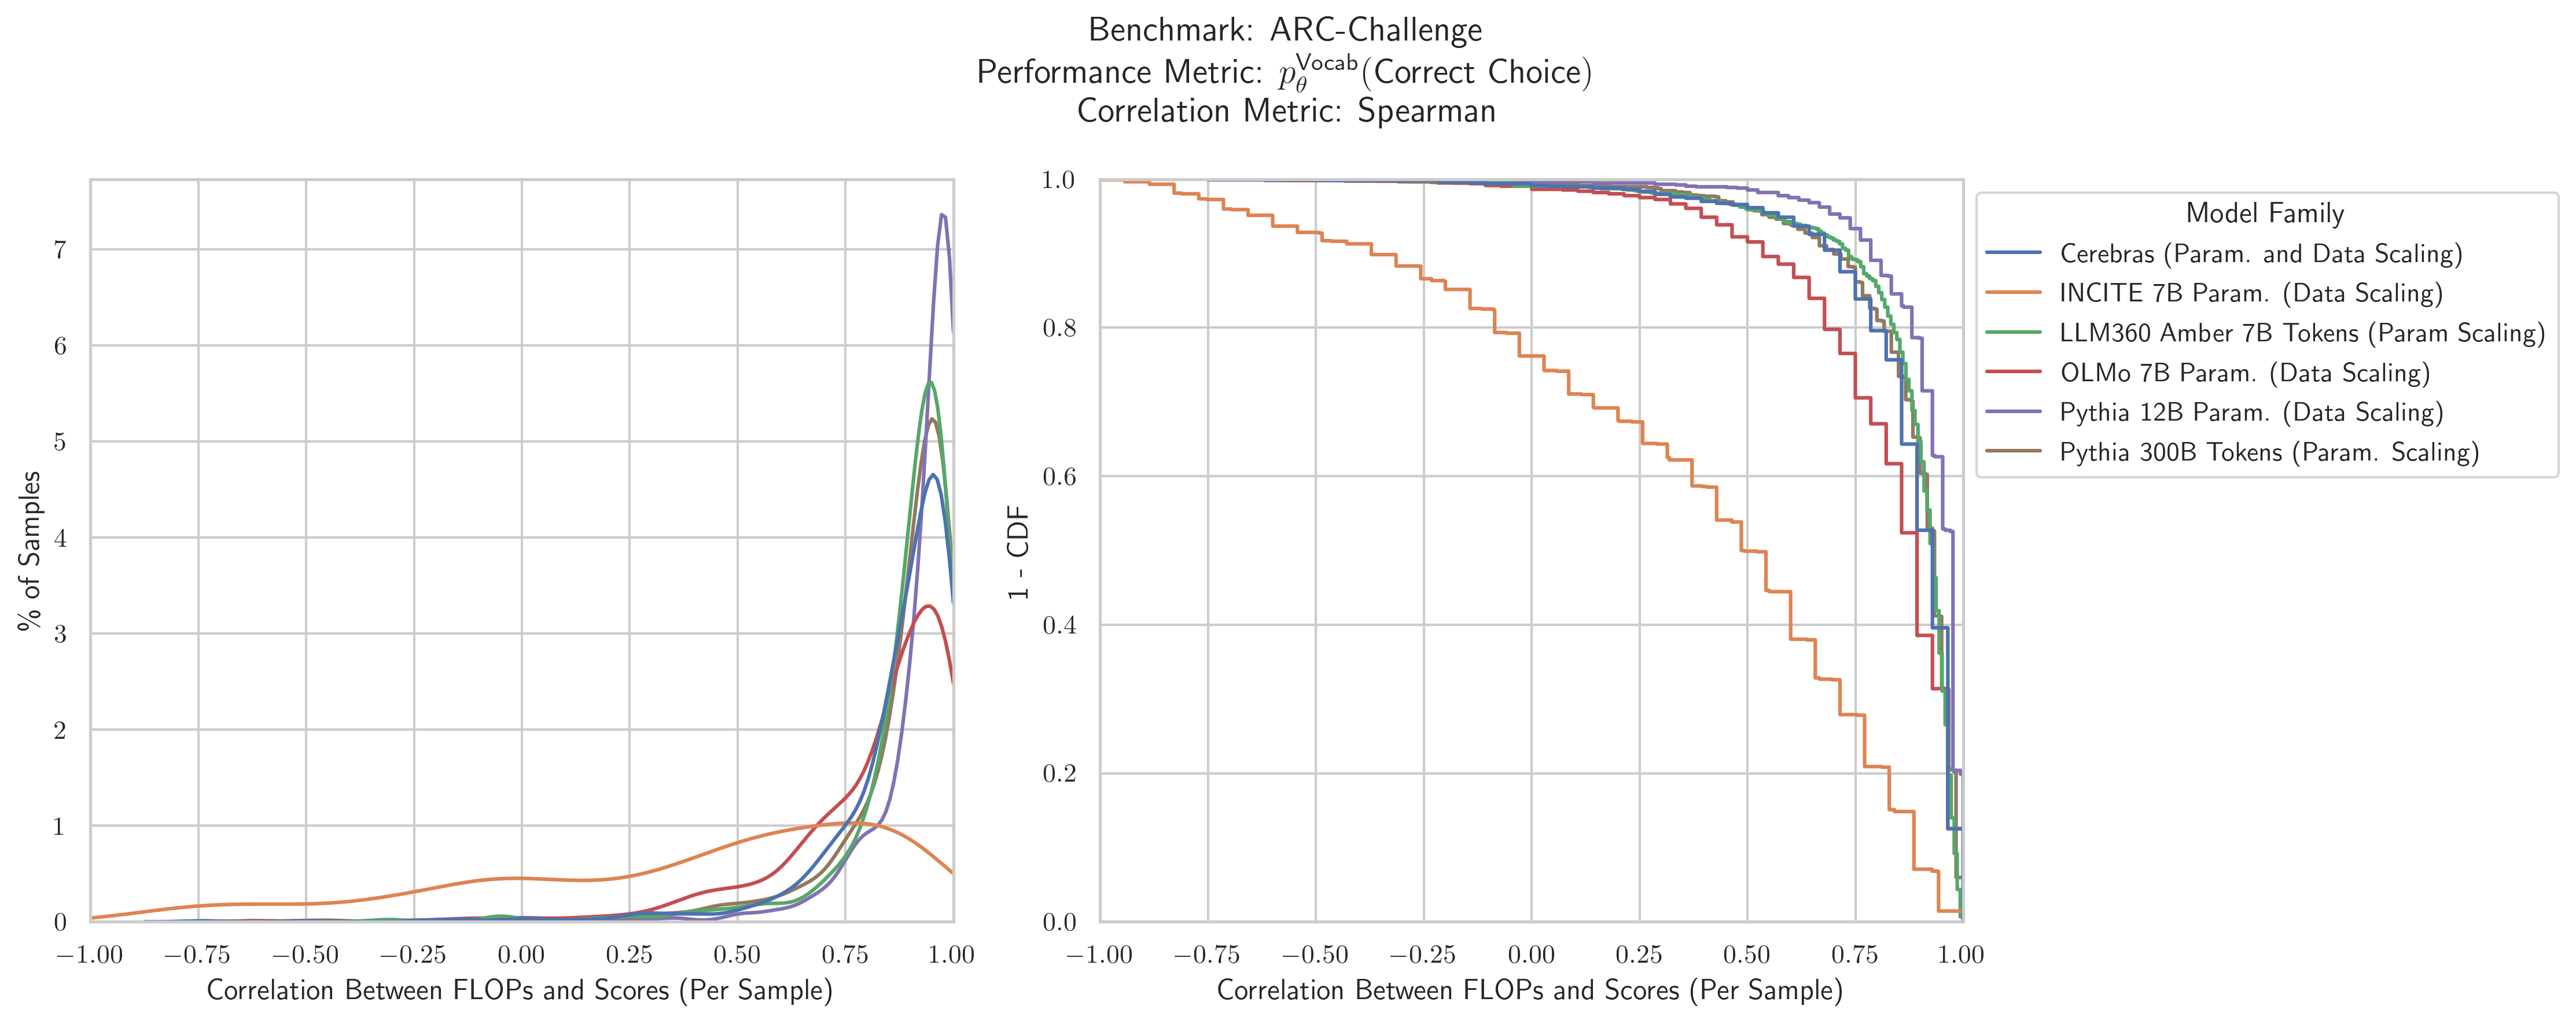 Benchmark: ARC-Challenge
Performance Metric: $p_\theta^{\text{Vocab}}$(Correct Choice)
Correlation Metric: Spearman
% of Samples
7
6
5
4
3
2
1
0
−1.00 −0.75 −0.50 −0.25 0.00 0.25 0.50 0.75 1.00
Correlation Between FLOPs and Scores (Per Sample)
1 - CDF
1.0
0.8
0.6
0.4
0.2
0.0
−1.00 −0.75 −0.50 −0.25 0.00 0.25 0.50 0.75 1.00
Correlation Between FLOPs and Scores (Per Sample)
Model Family
Cerebras (Param. and Data Scaling)
INCITE 7B Param. (Data Scaling)
LLM360 Amber 7B Tokens (Param Scaling)
OLMo 7B Param. (Data Scaling)
Pythia 12B Param. (Data Scaling)
Pythia 300B Tokens (Param. Scaling)